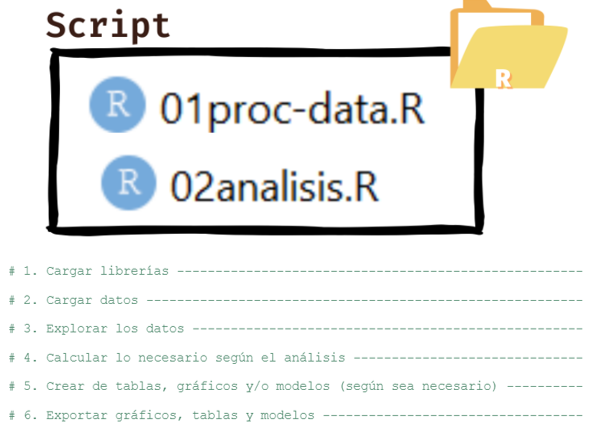 Script
R
R 01proc-data.R
R 02analisis.R
# 1. Cargar librerías -----------------------------------------------------
# 2. Cargar datos ---------------------------------------------------------
# 3. Explorar los datos ---------------------------------------------------
# 4. Calcular lo necesario según el análisis ------------------------------
# 5. Crear de tablas, gráficos y/o modelos (según sea necesario) ----------
# 6. Exportar gráficos, tablas y modelos ----------------------------------